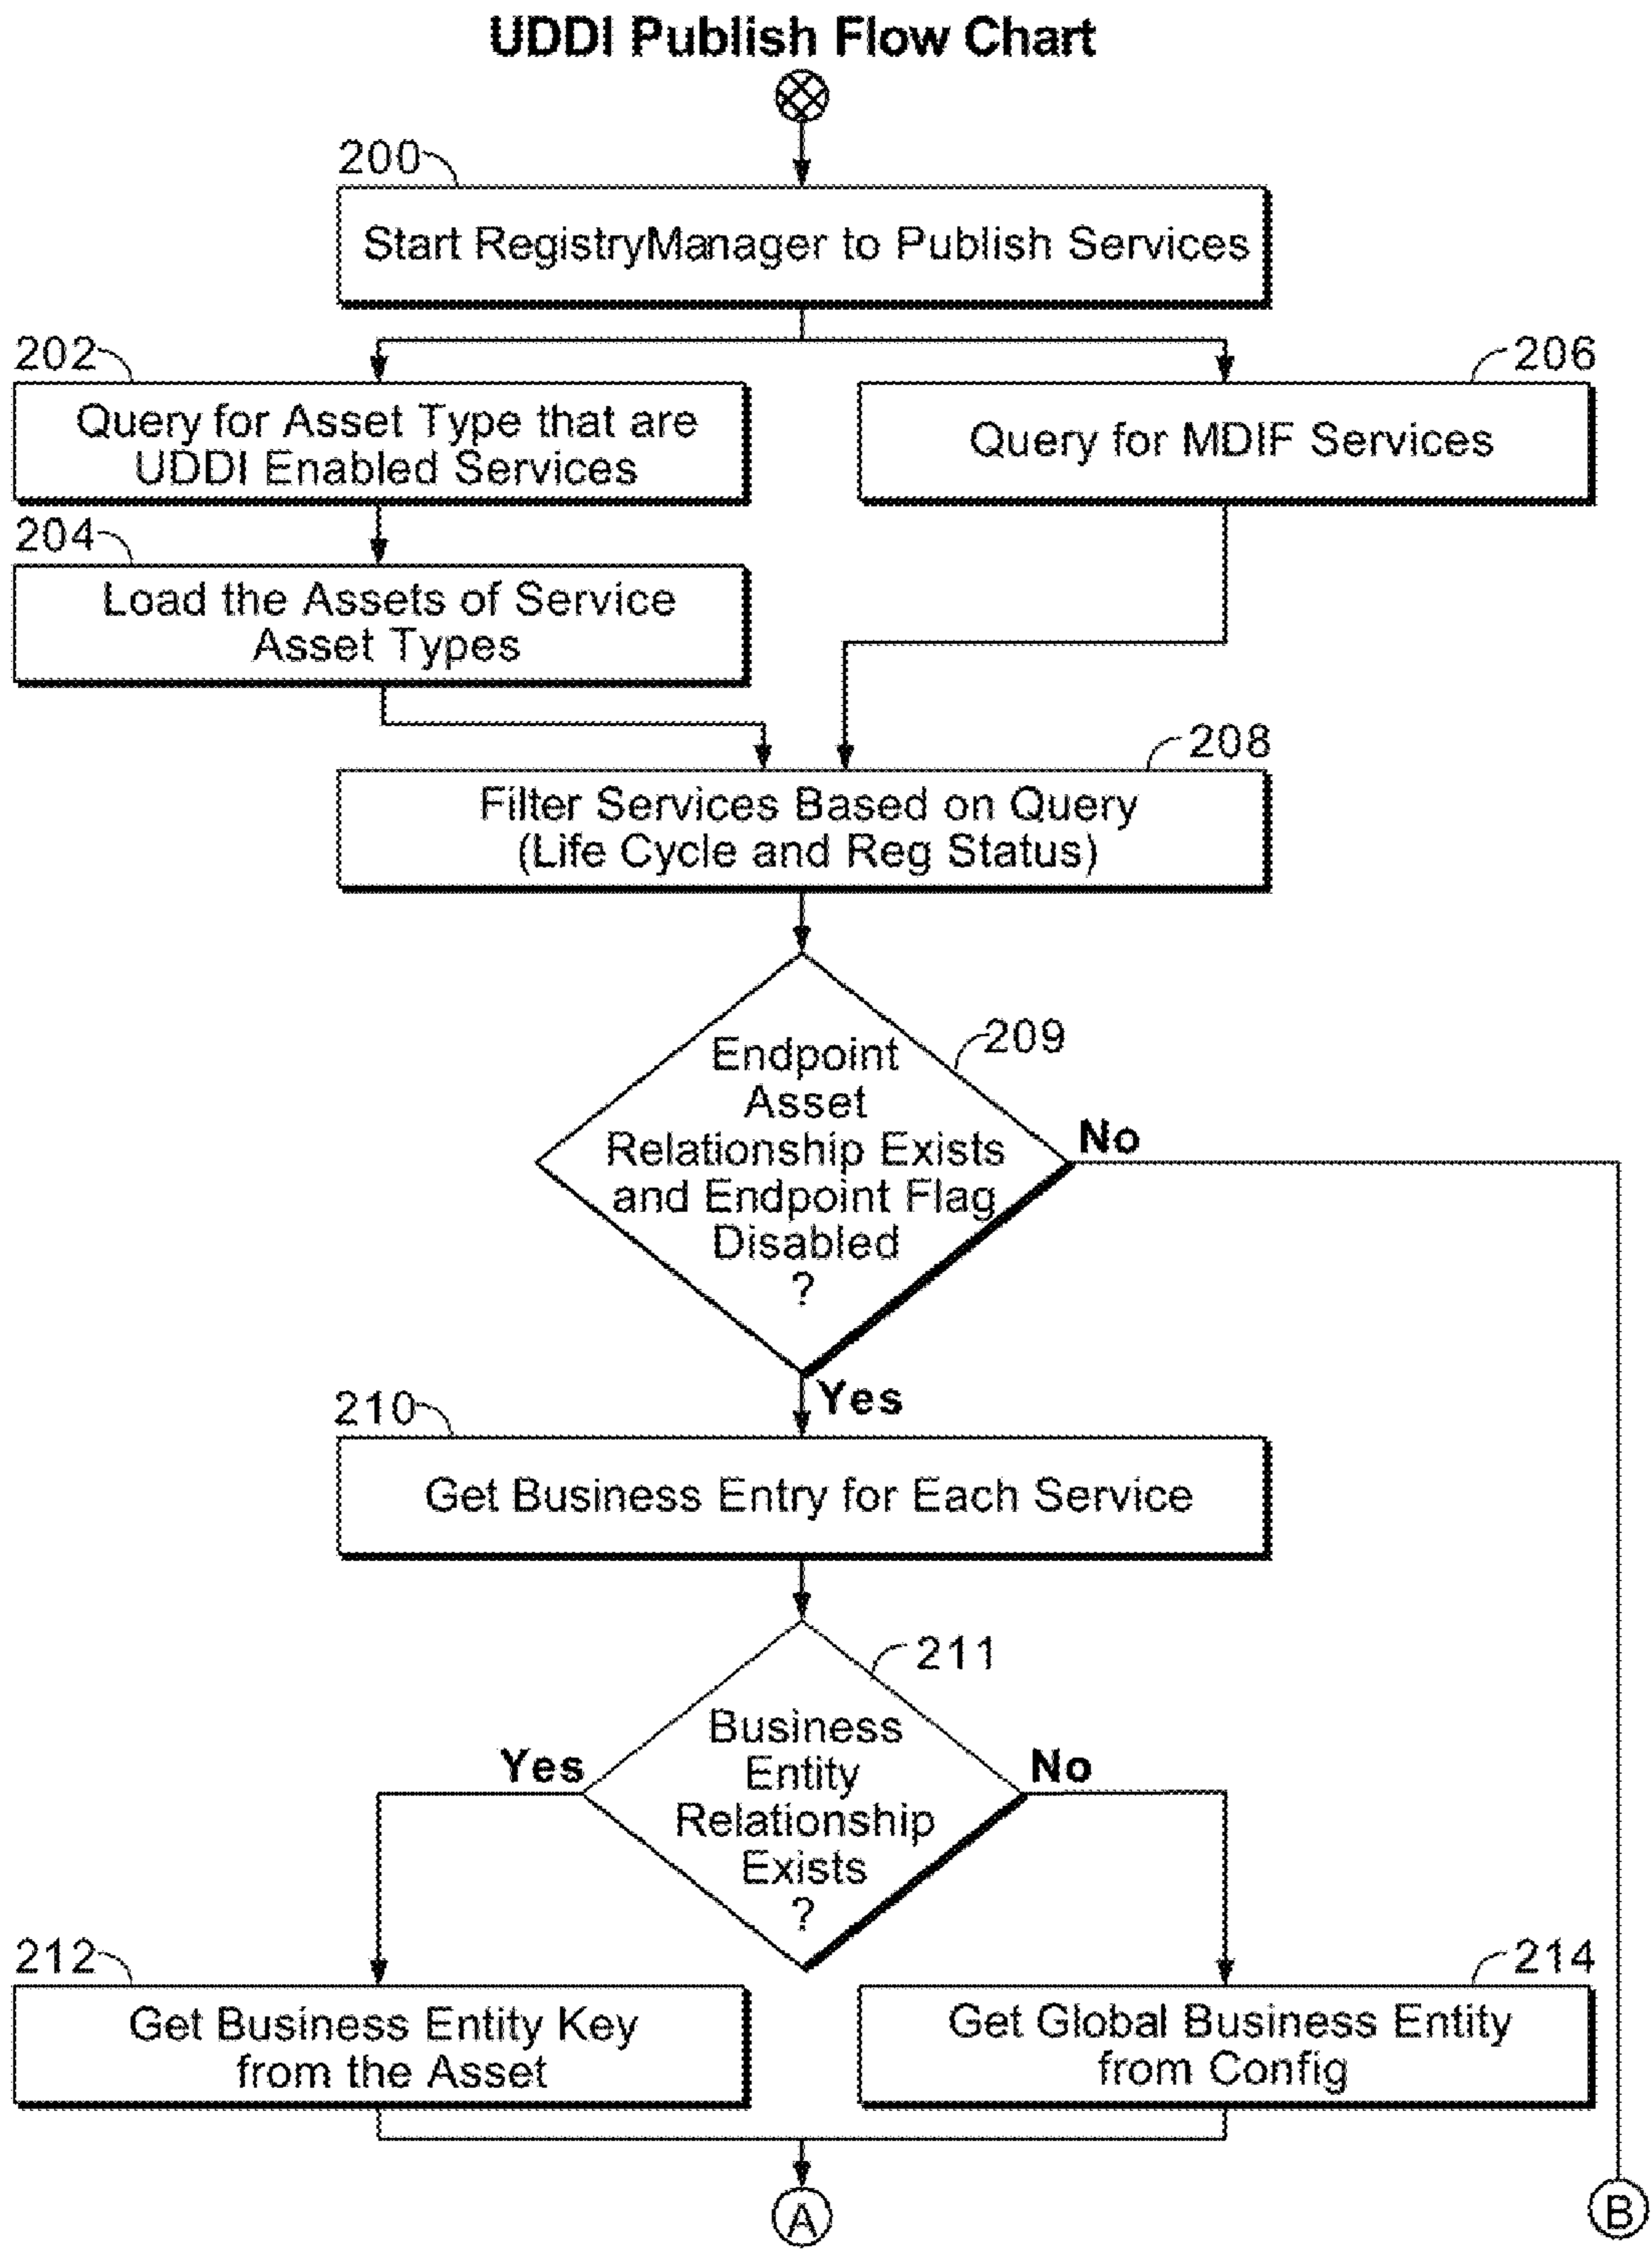 UDDI Publish Flow Chart
200
Start RegistryManager to Publish Services
202
206
Query for Asset Type that are
UDDI Enabled Services
Query for MDIF Services
204
Load the Assets of Service
Asset Types
208
Filter Services Based on Query
(Life Cycle and Reg Status)
209
Endpoint
Asset
Relationship Exists
and Endpoint Flag
Disabled
?
No
Yes
210
Get Business Entry for Each Service
211
Business
Entity
Relationship
Exists
?
Yes
No
212
214
Get Business Entity Key
from the Asset
Get Global Business Entity
from Config
A
B